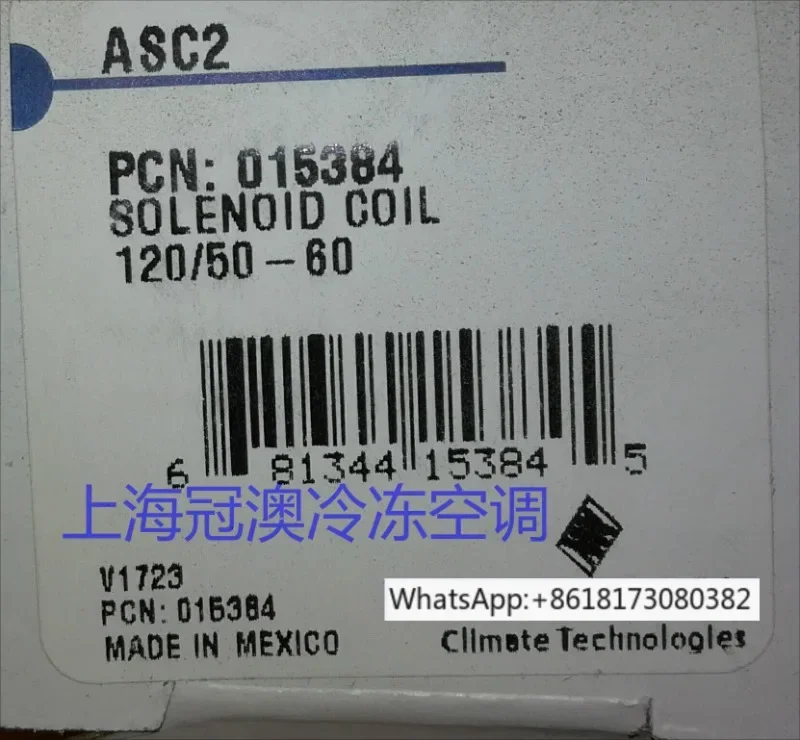 ASC2
PCN: 015384
SOLENOID COIL
120/50-60
6 81344 15384 5
上海冠澳冷冻空调
V1723
PCN: 015384
WhatsApp:+8618173080382
MADE IN MEXICO
Climate Technologies